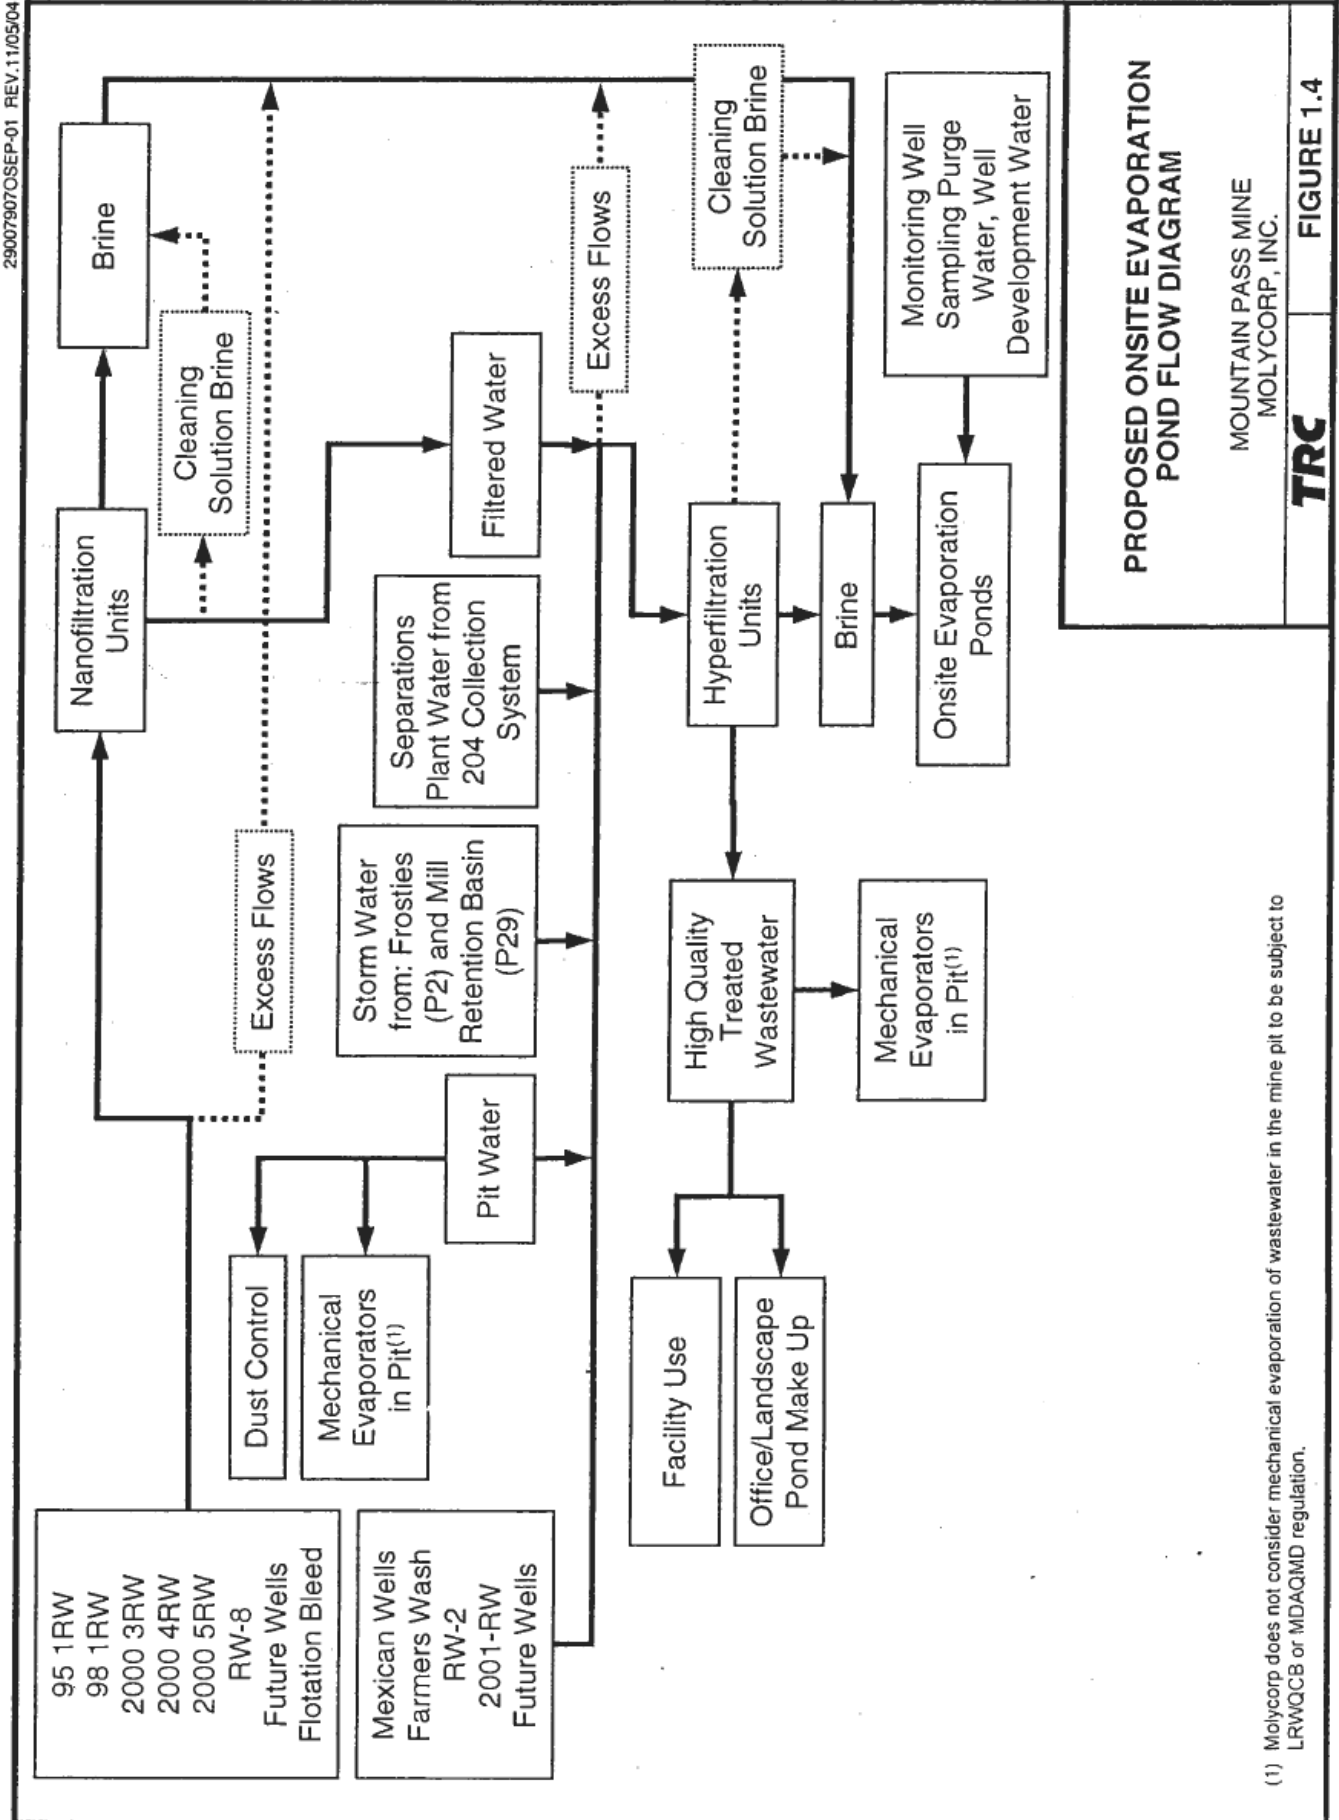 29007907OSEP-01 REV.11/05/04
95 1RW
98 1RW
2000 3RW
2000 4RW
2000 5RW
RW-8
Future Wells
Flotation Bleed
Nanofiltration
Units
Brine
Cleaning
Solution Brine
Excess Flows
Dust Control
Mechanical
Evaporators
in Pit(1)
Pit Water
Storm Water
from: Frosties
(P2) and Mill
Retention Basin
(P29)
Separations
Plant Water from
204 Collection
System
Filtered Water
Mexican Wells
Farmers Wash
RW-2
2001-RW
Future Wells
Excess Flows
Facility Use
Office/Landscape
Pond Make Up
High Quality
Treated
Wastewater
Mechanical
Evaporators
in Pit(1)
Hyperfiltration
Units
Cleaning
Solution Brine
Brine
Onsite Evaporation
Ponds
Monitoring Well
Sampling Purge
Water, Well
Development Water
(1) Molycorp does not consider mechanical evaporation of wastewater in the mine pit to be subject to
LRWQCB or MDAQMD regulation.
PROPOSED ONSITE EVAPORATION
POND FLOW DIAGRAM
MOUNTAIN PASS MINE
MOLYCORP, INC.
TRC
FIGURE 1.4